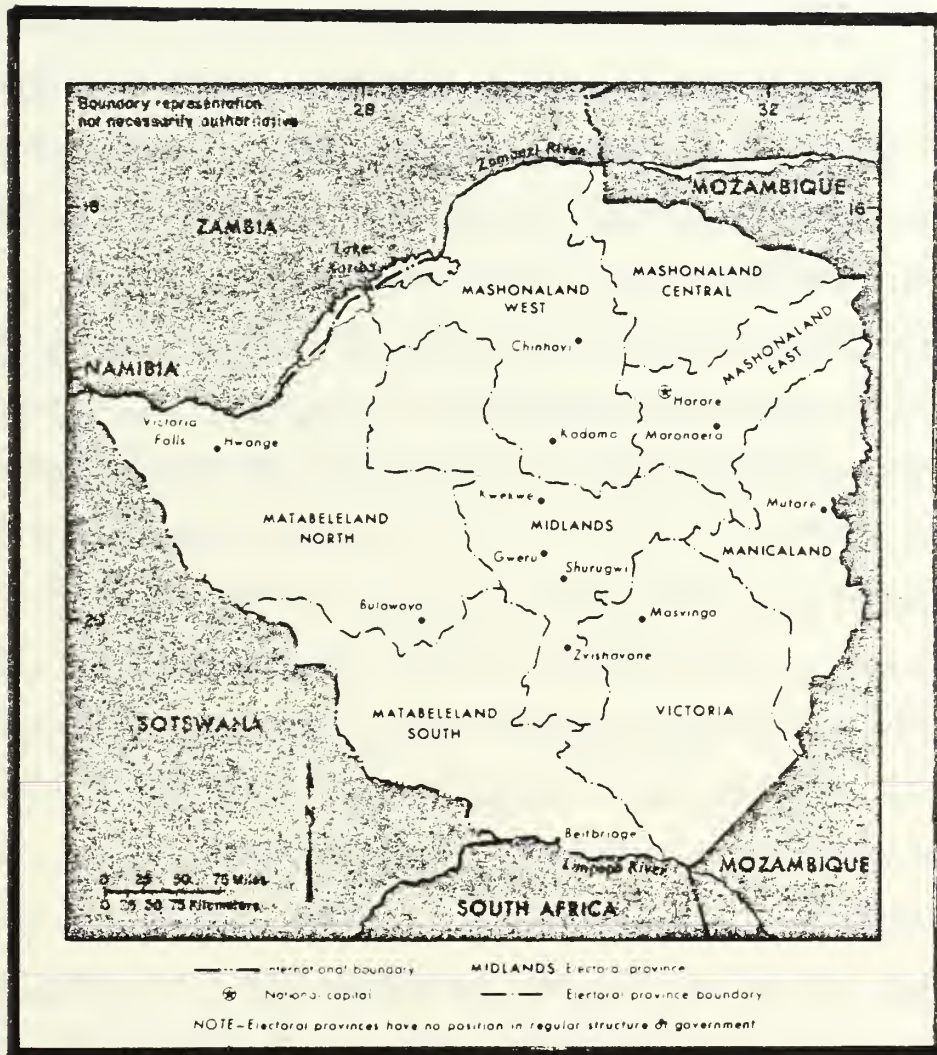 Boundary representation
not necessarily authoritative
28
32
Zambezi River
MOZAMBIQUE
16
ZAMBIA
Lake
Kariba
MASHONALAND
CENTRAL
MASHONALAND
WEST
MASHONALAND
EAST
Chinhoyi
NAMIBIA
Harare
Victoria
Falls
Hwange
Kadoma
Maronaera
Kwekwe
Mutare
MATABELELAND
NORTH
MIDLANDS
MANICALAND
Gweru
Shurugwi
Bulawayo
Masvingo
20
Zvishavane
MATABELELAND
SOUTH
VICTORIA
BOTSWANA
N
Beitbridge
Limpopo River
MOZAMBIQUE
0 25 50 75 Miles
0 25 50 75 Kilometers
SOUTH AFRICA
International boundary MIDLANDS Electoral province
National capital Electoral province boundary
NOTE—Electoral provinces have no position in regular structure of government